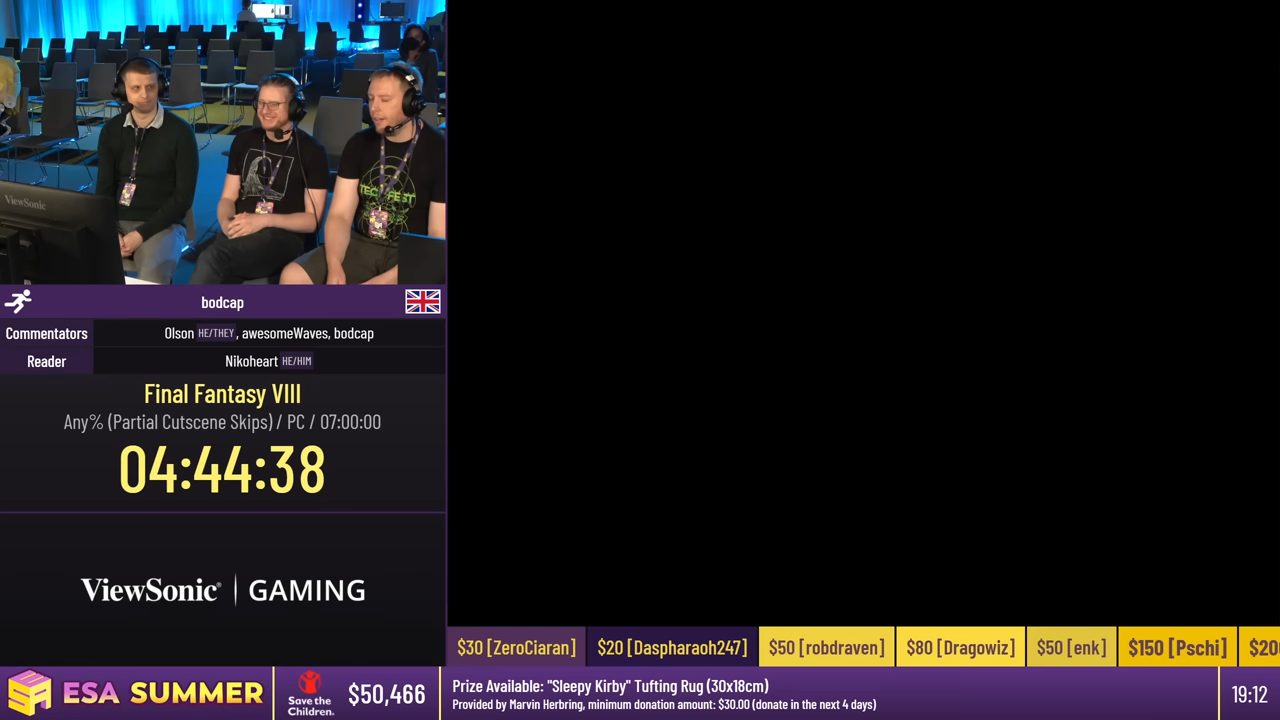 ViewSonic
TECHFEST
bodcap
Commentators
Olson HE/THEY, awesomeWaves, bodcap
Reader
Nikoheart HE/HIM
Final Fantasy VIII
Any% (Partial Cutscene Skips) / PC / 07:00:00
04:44:38
ViewSonic® | GAMING
$30 [ZeroCiaran] $20 [Daspharaoh247] $50 [robdraven] $80 [Dragowiz] $50 [enk] $150 [Pschi] $20
ESA SUMMER
Save the
Children.
$50,466
Prize Available: "Sleepy Kirby" Tufting Rug (30x18cm)
Provided by Marvin Herbring, minimum donation amount: $30.00 (donate in the next 4 days)
19:12